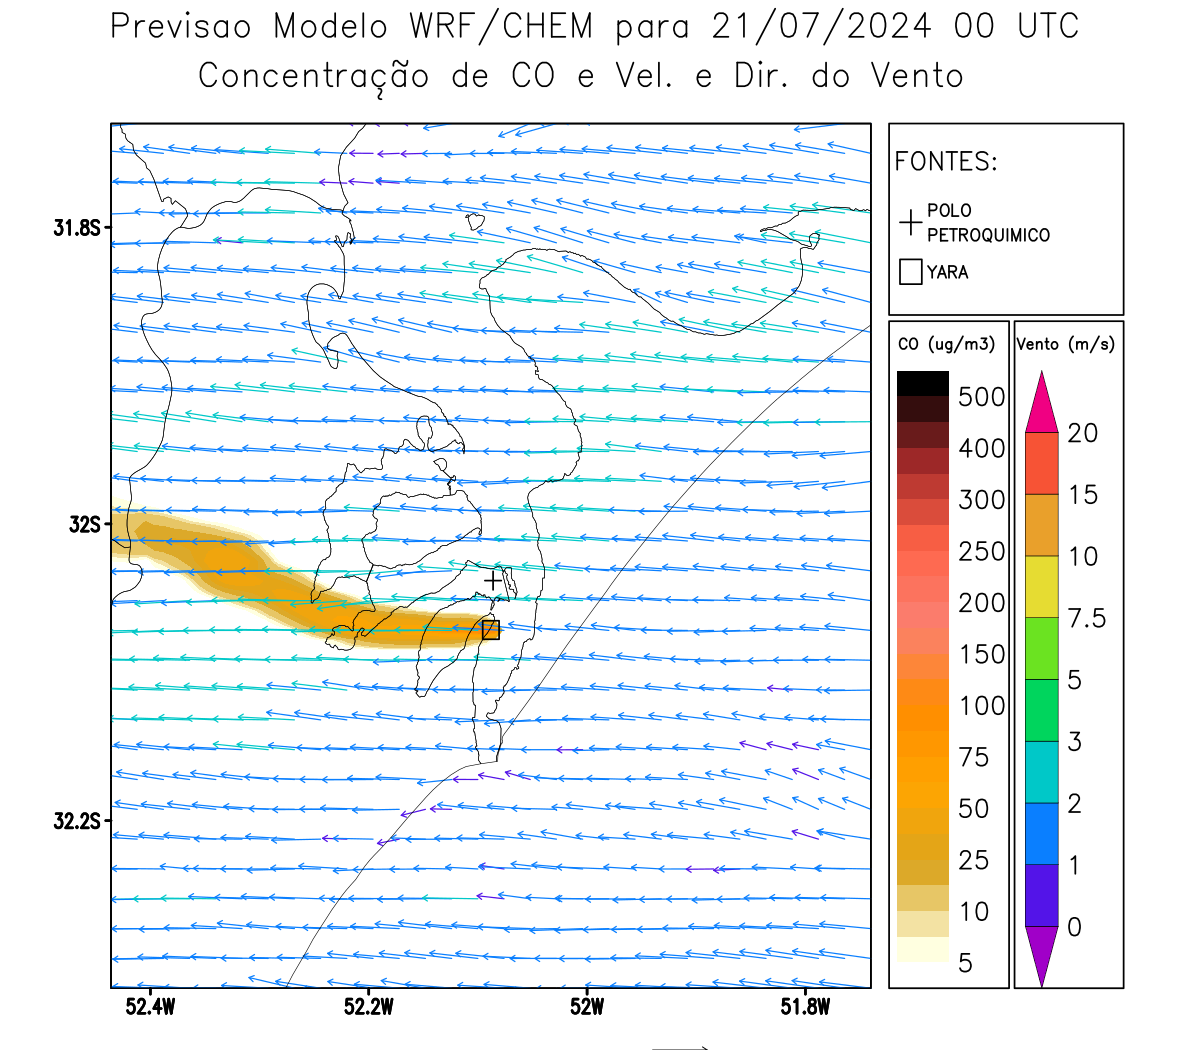 Previsao Modelo WRF/CHEM para 21/07/2024 00 UTC
Concentração de CO e Vel. e Dir. do Vento
FONTES:
POLO
PETROQUIMICO
YARA
CO (ug/m3)
500
400
300
250
200
150
100
75
50
25
10
5
Vento (m/s)
20
15
10
7.5
5
3
2
1
0
31.8S
32S
32.2S
52.4W
52.2W
52W
51.8W